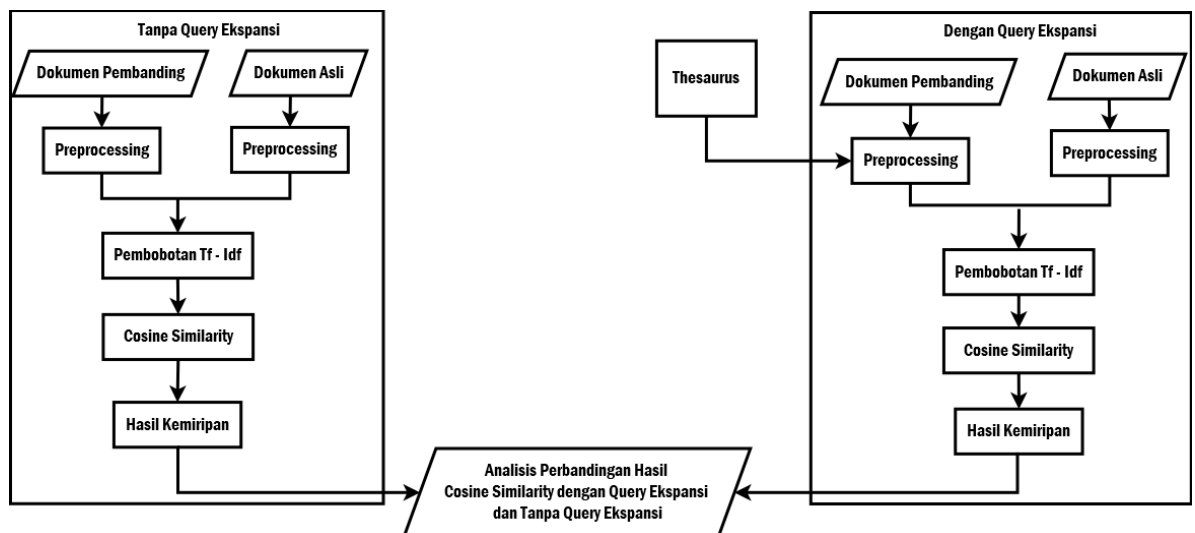 Tanpa Query Ekspansi
Dokumen Pembanding
Dokumen Asli
Preprocessing
Preprocessing
Pembobotan Tf - Idf
Cosine Similarity
Hasil Kemiripan
Thesaurus
Dengan Query Ekspansi
Dokumen Pembanding
Dokumen Asli
Preprocessing
Preprocessing
Pembobotan Tf - Idf
Cosine Similarity
Hasil Kemiripan
Analisis Perbandingan Hasil
Cosine Similarity dengan Query Ekspansi
dan Tanpa Query Ekspansi